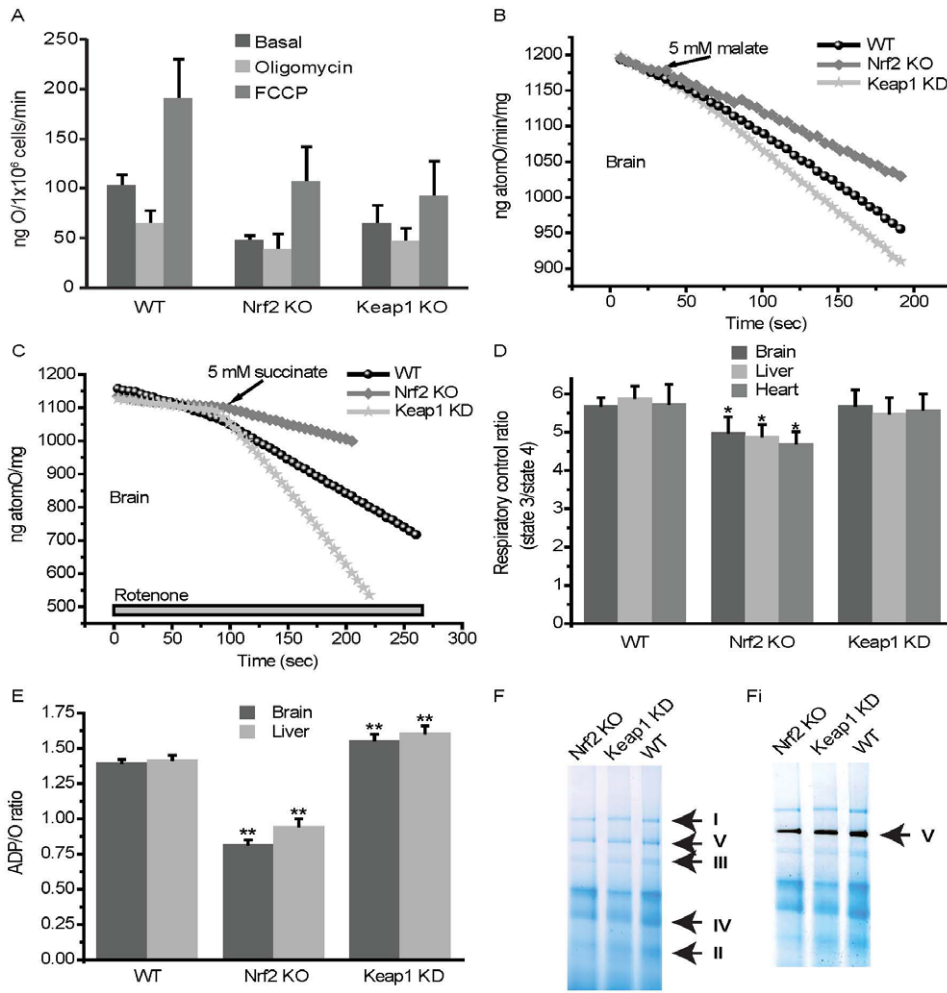 A
ng O/1x10⁶ cells/min
250
200
150
100
50
0
Basal
Oligomycin
FCCP
WT
Nrf2 KO
Keap1 KO
B
ng atomO/min/mg
1200
1150
1100
1050
1000
950
900
5 mM malate
WT
Nrf2 KO
Keap1 KD
Brain
0
50
100
150
200
Time (sec)
C
ng atomO/mg
1200
1100
1000
900
800
700
600
500
5 mM succinate
WT
Nrf2 KO
Keap1 KD
Brain
Rotenone
0
50
100
150
200
250
300
Time (sec)
D
Respiratory control ratio
(state 3/state 4)
6
5
4
3
2
1
0
Brain
Liver
Heart
*
*
*
WT
Nrf2 KO
Keap1 KD
E
ADP/O ratio
1.75
1.50
1.25
1.00
0.75
0.50
0.25
0.00
Brain
Liver
**
**
**
**
WT
Nrf2 KO
Keap1 KD
F
Nrf2 KO
Keap1 KD
WT
I
V
III
IV
II
Fi
Nrf2 KO
Keap1 KD
WT
V